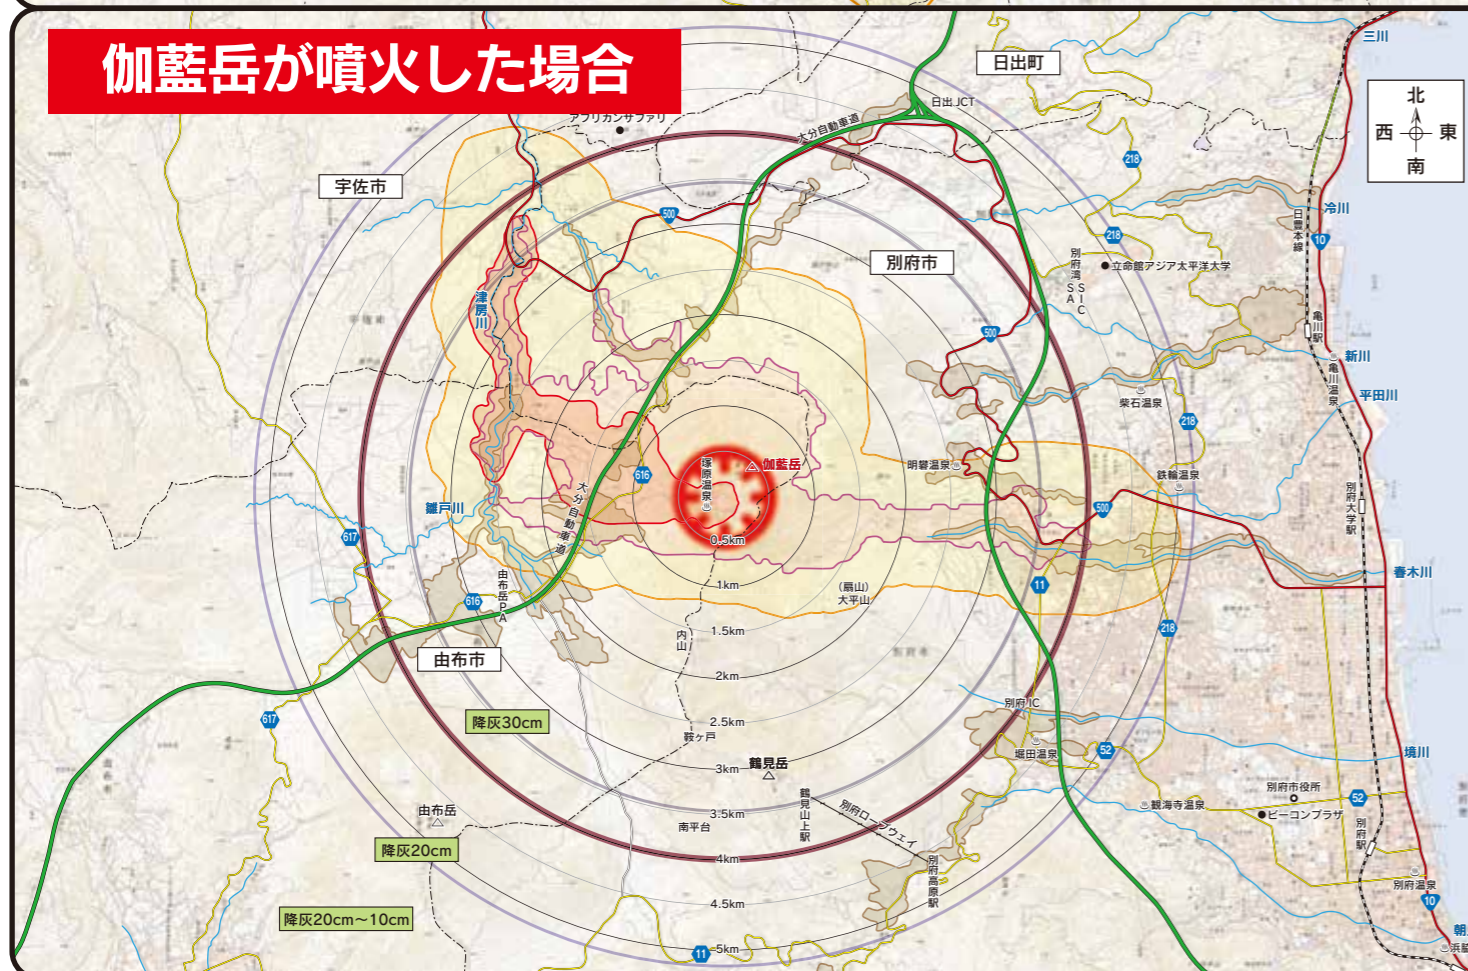 伽藍岳が噴火した場合
三川
日出町
日出JCT
大分自動車道
アフリカンサファリ
北
西
東
南
218
宇佐市
冷川
日豊本線
500
218
10
別府市
別府湾SA
SIC
立命館アジア太平洋大学
津房川
500
亀川駅
新川
亀川温泉
平田川
柴石温泉
218
616
塚原温泉
伽藍岳
明礬温泉
鉄輪温泉
大分自動車道
雛戸川
500
別府大学駅
617
0.5km
春木川
由布岳PA
616
1km
(扇山)
大平山
11
1.5km
218
内山
由布市
2km
617
降灰30cm
2.5km
別府IC
鞍ヶ戸
堀田温泉
52
境川
3km
鶴見岳
別府市役所
52
鶴見山上駅
別府ロープウェイ
観海寺温泉
ビーコンプラザ
由布岳
3.5km
南平台
別府駅
降灰20cm
4km
別府高原駅
別府温泉
4.5km
10
降灰20cm～10cm
朝
11
5km
浜脇